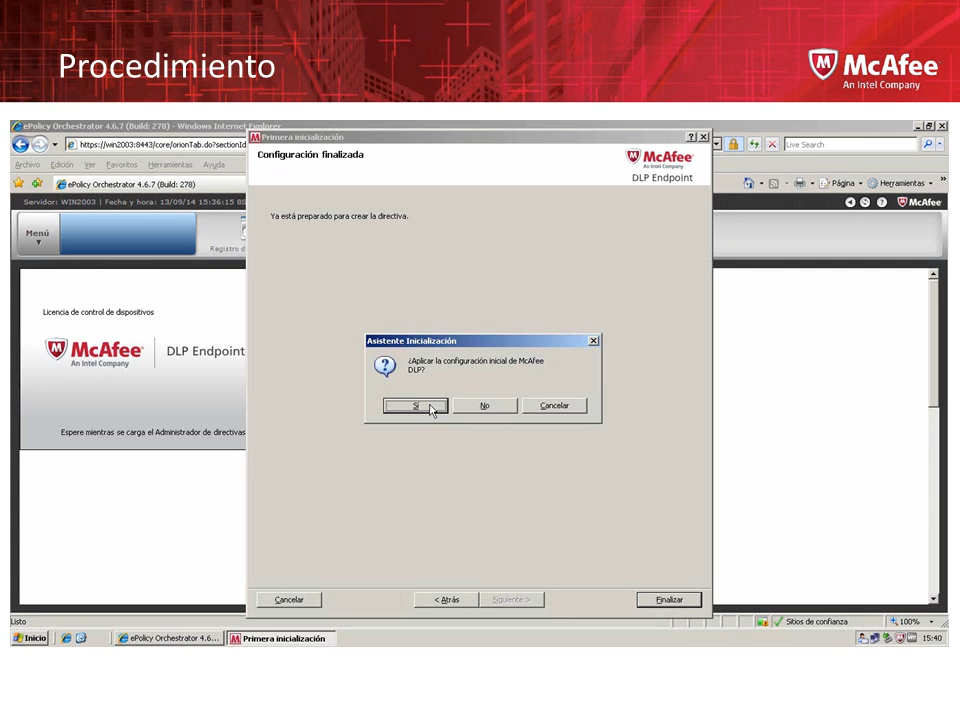 Procedimiento
McAfee
An Intel Company
ePolicy Orchestrator 4.6.7 (Build: 278) - Windows Internet Explorer
https://win2003:8443/core/orionTab.do?sectionId
Live Search
Archivo Edición Ver Favoritos Herramientas Ayuda
ePolicy Orchestrator 4.6.7 (Build: 278)
Página
Herramientas
Servidor: WIN2003 | Fecha y hora: 13/09/14 15:36:15 BS
McAfee
Menú
Registro d
Licencia de control de dispositivos
McAfee
An Intel Company
DLP Endpoint
Espere mientras se carga el Administrador de directivas
Primera inicialización
Configuración finalizada
McAfee
An Intel Company
DLP Endpoint
Ya está preparado para crear la directiva.
Asistente Inicialización
¿Aplicar la configuración inicial de McAfee
DLP?
Sí No Cancelar
Cancelar < Atrás Siguiente > Finalizar
Listo
Sitios de confianza
100%
Inicio
ePolicy Orchestrator 4.6...
Primera inicialización
15:40